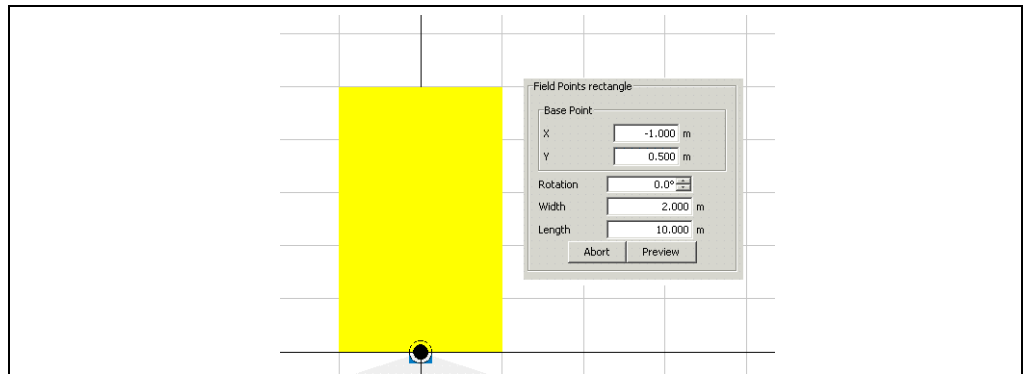 Field Points rectangle
Base Point
X -1.000 m
Y 0.500 m
Rotation 0.0°
Width 2.000 m
Length 10.000 m
Abort Preview